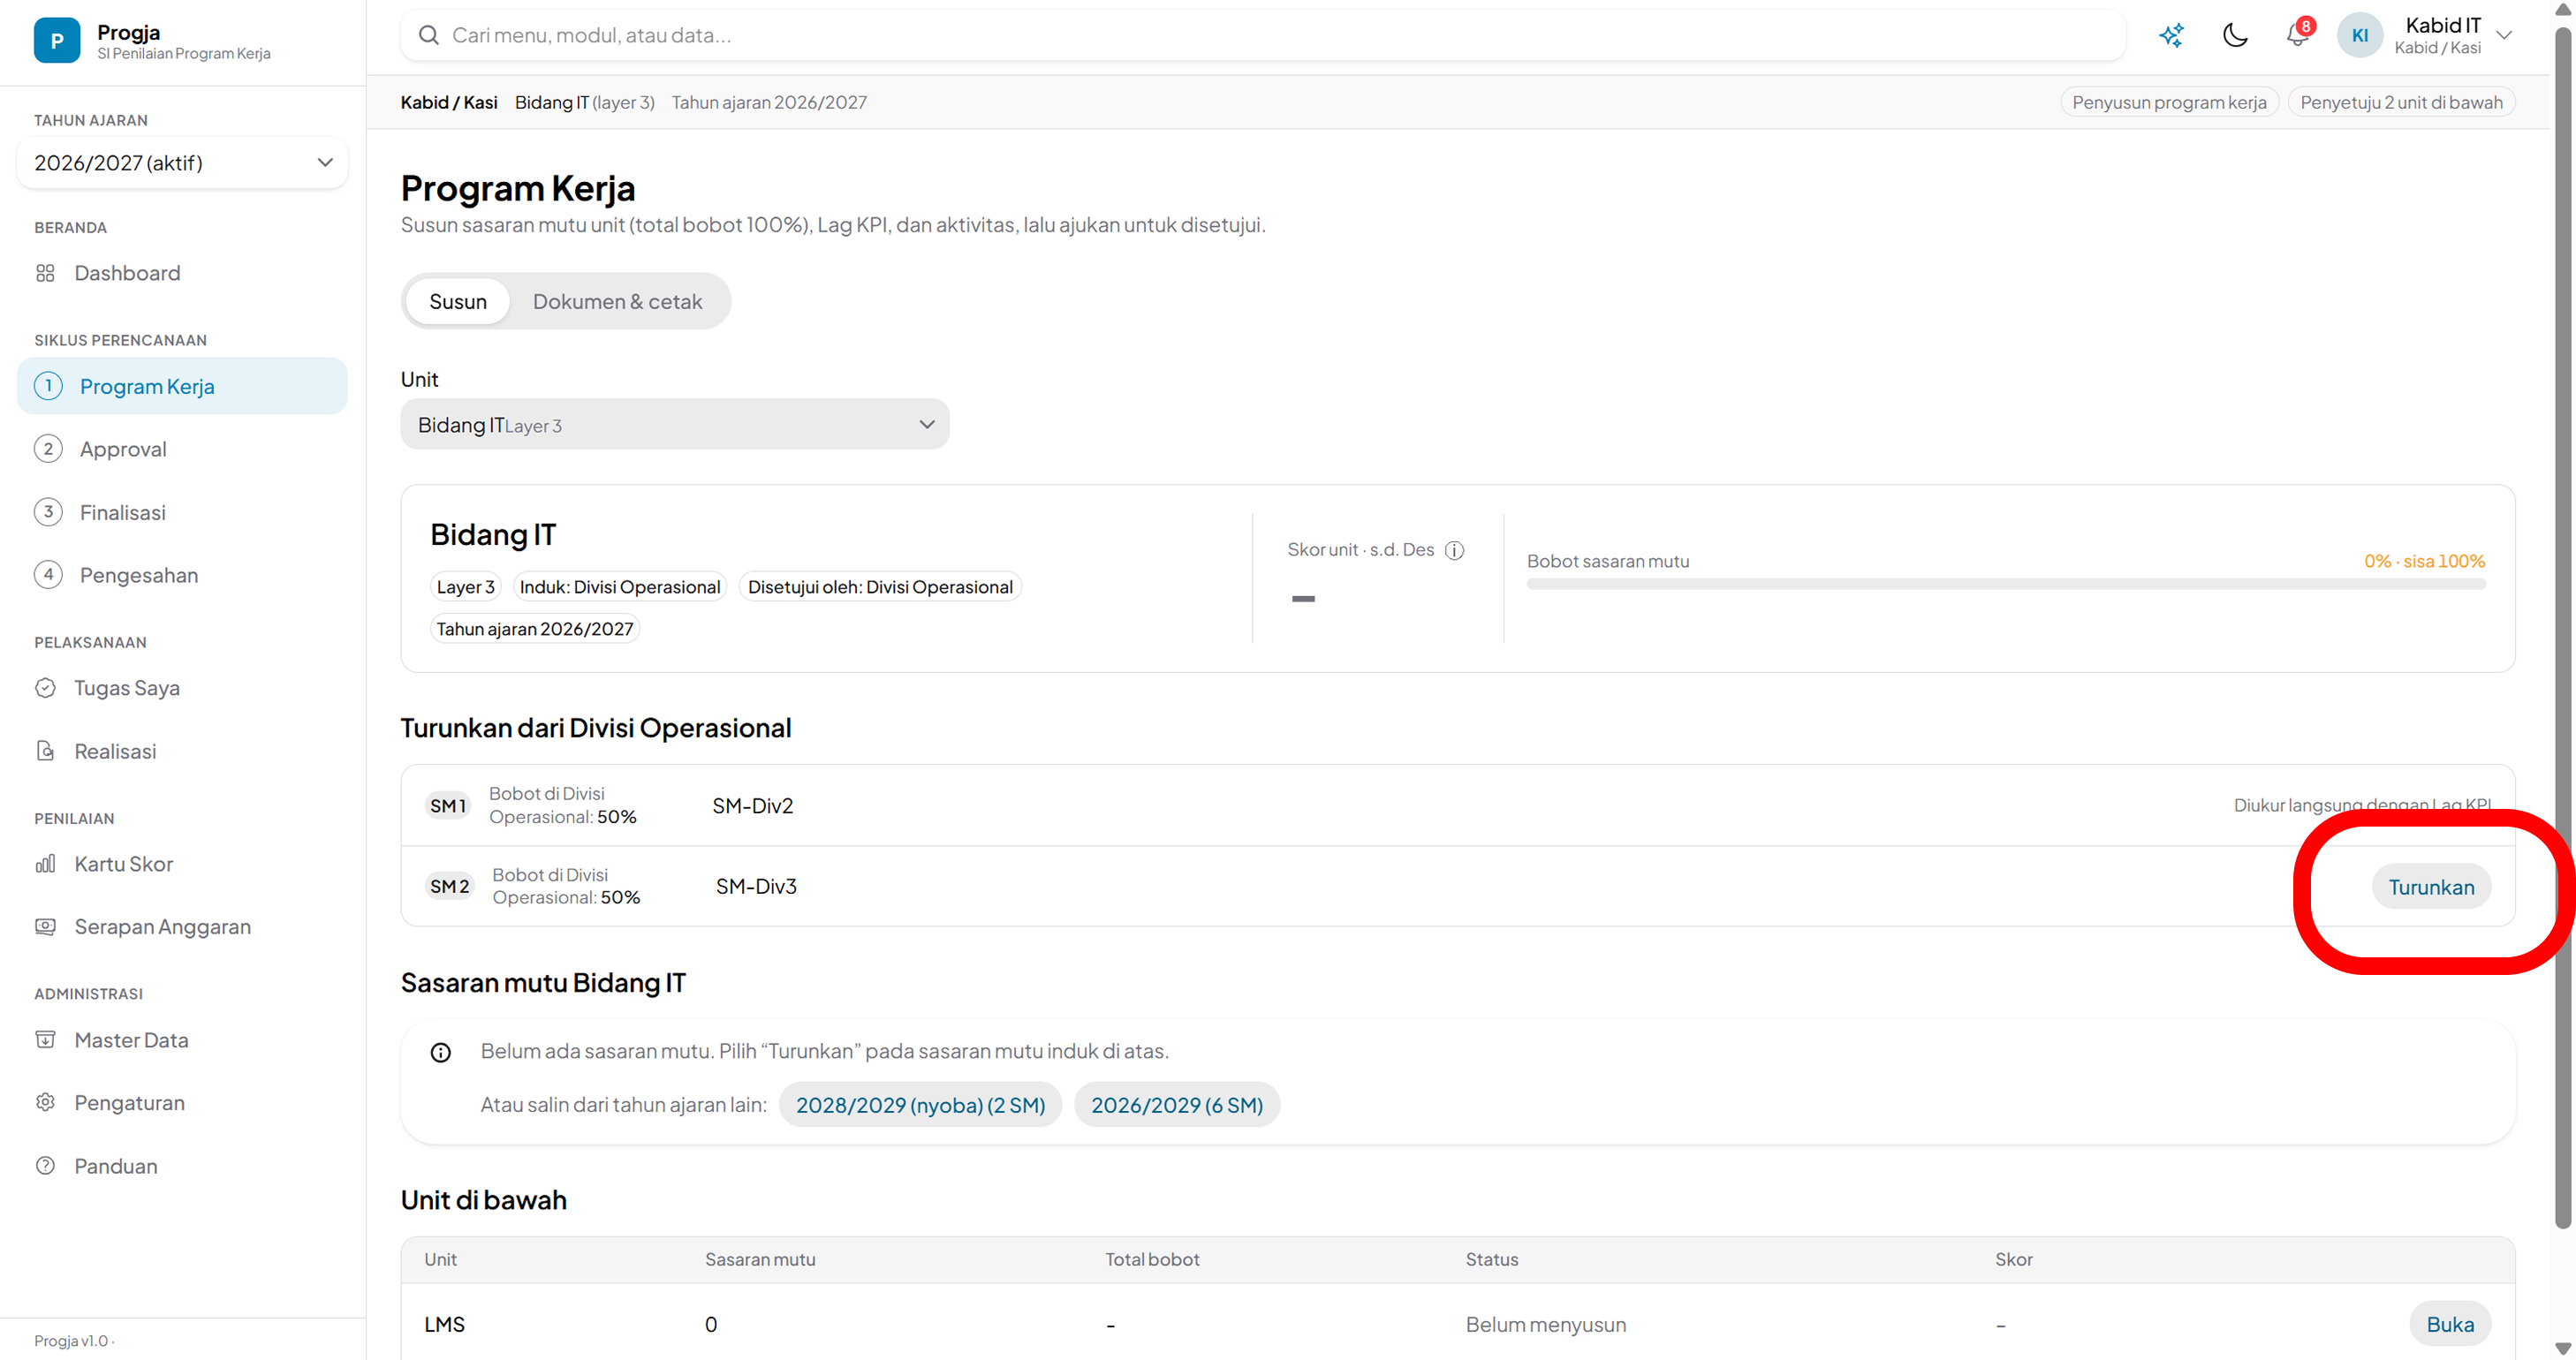 P
Progja
SI Penilaian Program Kerja
Cari menu, modul, atau data...
8
KI
Kabid IT
Kabid / Kasi
TAHUN AJARAN
2026/2027 (aktif)
BERANDA
Dashboard
SIKLUS PERENCANAAN
1 Program Kerja
2 Approval
3 Finalisasi
4 Pengesahan
PELAKSANAAN
Tugas Saya
Realisasi
PENILAIAN
Kartu Skor
Serapan Anggaran
ADMINISTRASI
Master Data
Pengaturan
Panduan
Progja v1.0 ·
Kabid / Kasi Bidang IT (layer 3) Tahun ajaran 2026/2027
Penyusun program kerja Penyetuju 2 unit di bawah
Program Kerja
Susun sasaran mutu unit (total bobot 100%), Lag KPI, dan aktivitas, lalu ajukan untuk disetujui.
Susun Dokumen & cetak
Unit
Bidang IT Layer 3
Bidang IT
Layer 3 Induk: Divisi Operasional Disetujui oleh: Divisi Operasional
Tahun ajaran 2026/2027
Skor unit · s.d. Des
–
Bobot sasaran mutu 0% · sisa 100%
Turunkan dari Divisi Operasional
SM 1
Bobot di Divisi
Operasional: 50%
SM-Div2
Diukur langsung dengan Lag KPI
SM 2
Bobot di Divisi
Operasional: 50%
SM-Div3
Turunkan
Sasaran mutu Bidang IT
Belum ada sasaran mutu. Pilih “Turunkan” pada sasaran mutu induk di atas.
Atau salin dari tahun ajaran lain: 2028/2029 (nyoba) (2 SM) 2026/2029 (6 SM)
Unit di bawah
Unit Sasaran mutu Total bobot Status Skor
LMS 0 - Belum menyusun – Buka